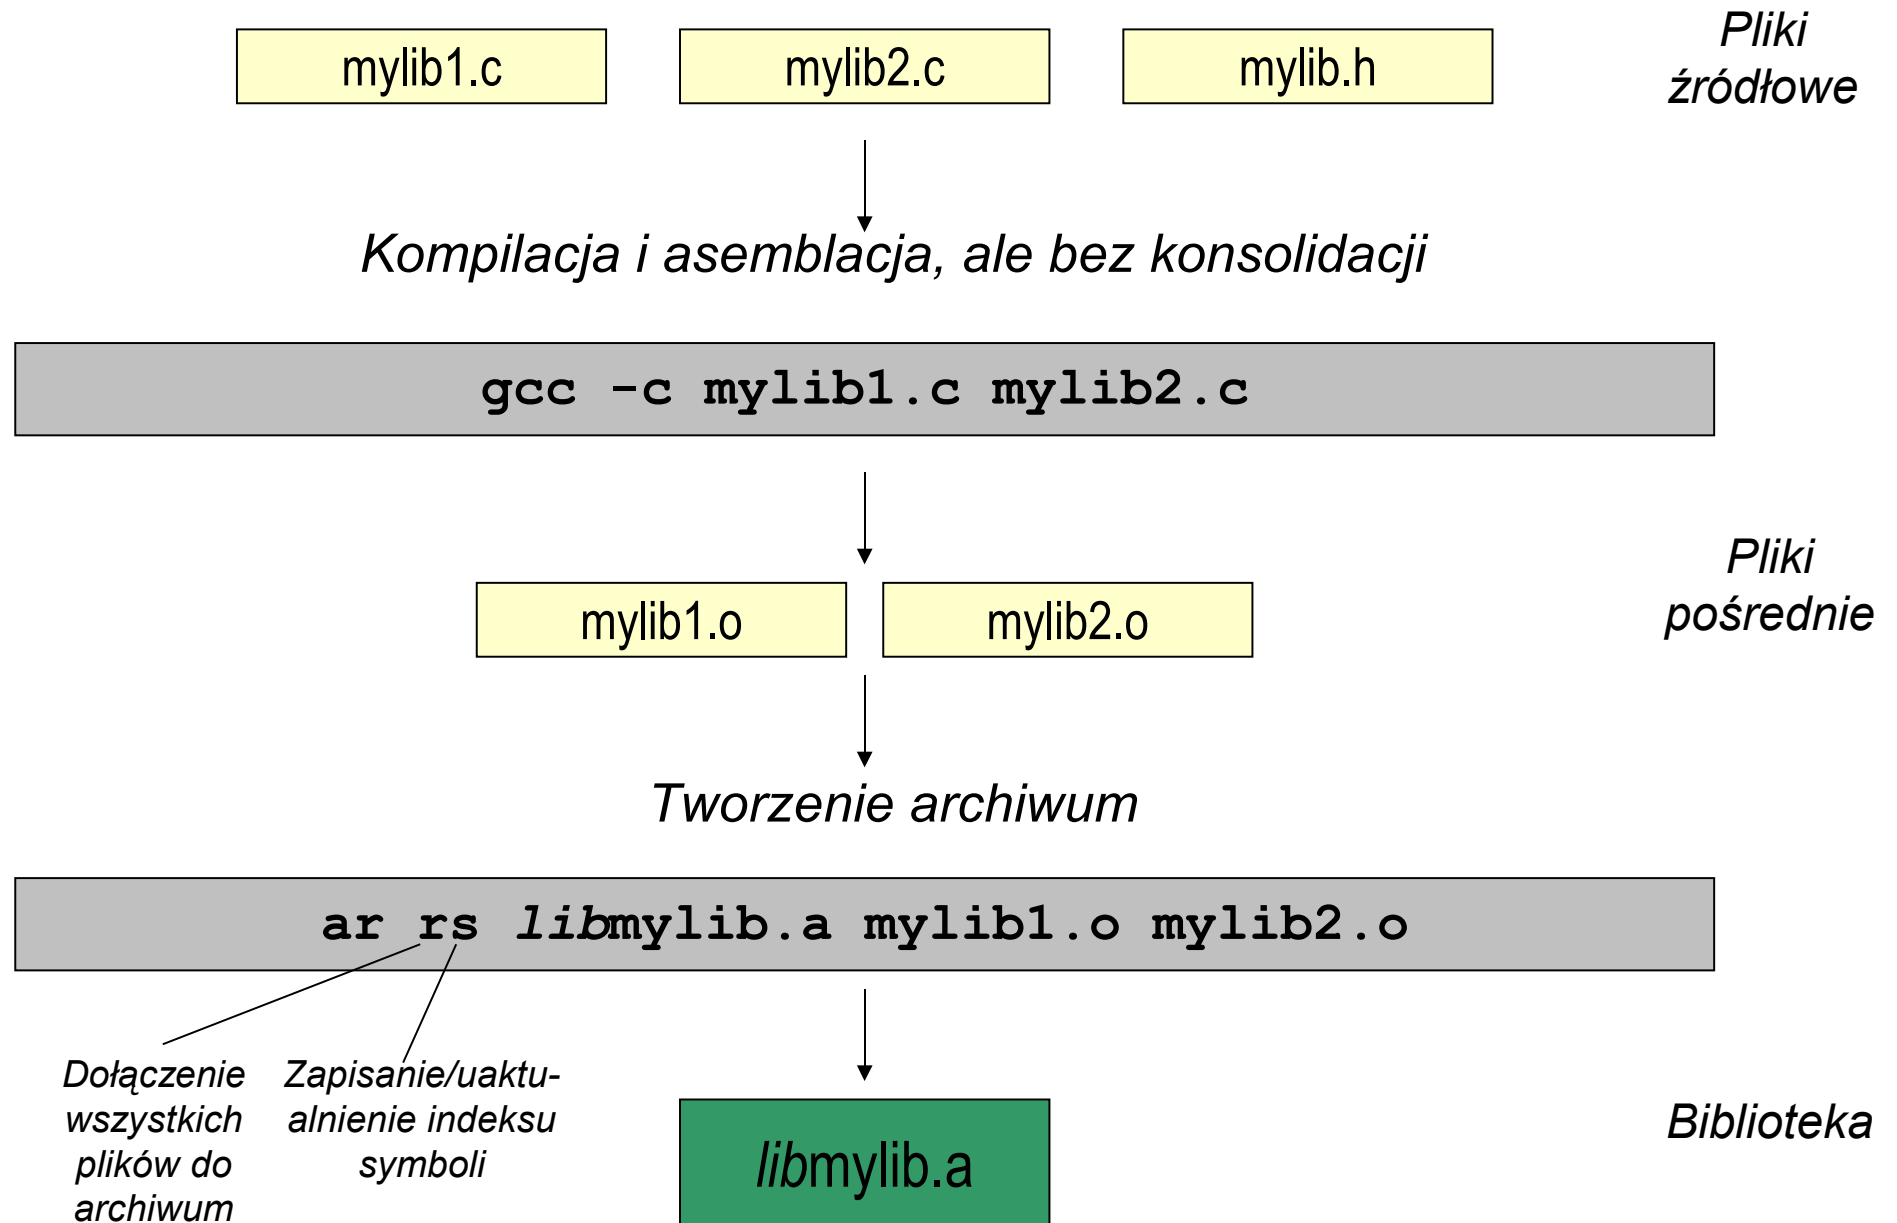 mylib1.c
mylib2.c
mylib.h
Pliki
źródłowe
Kompilacja i asemblacja, ale bez konsolidacji
gcc -c mylib1.c mylib2.c
mylib1.o
mylib2.o
Pliki
pośrednie
Tworzenie archiwum
ar rs libmylib.a mylib1.o mylib2.o
Dołączenie
wszystkich
plików do
archiwum
Zapisanie/uaktu-
alnienie indeksu
symboli
libmylib.a
Biblioteka